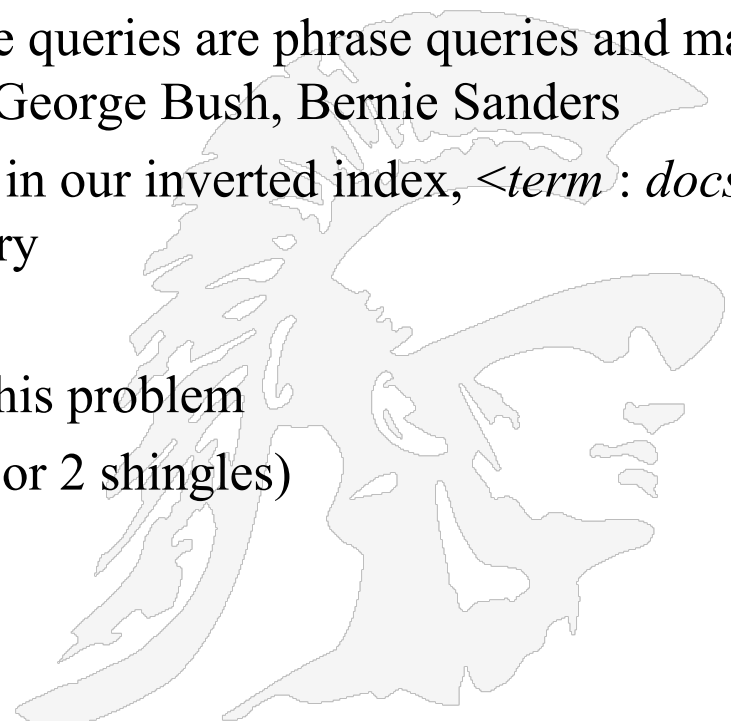 e queries are phrase queries and ma
George Bush, Bernie Sanders
in our inverted index, <term : docs
ry
his problem
or 2 shingles)